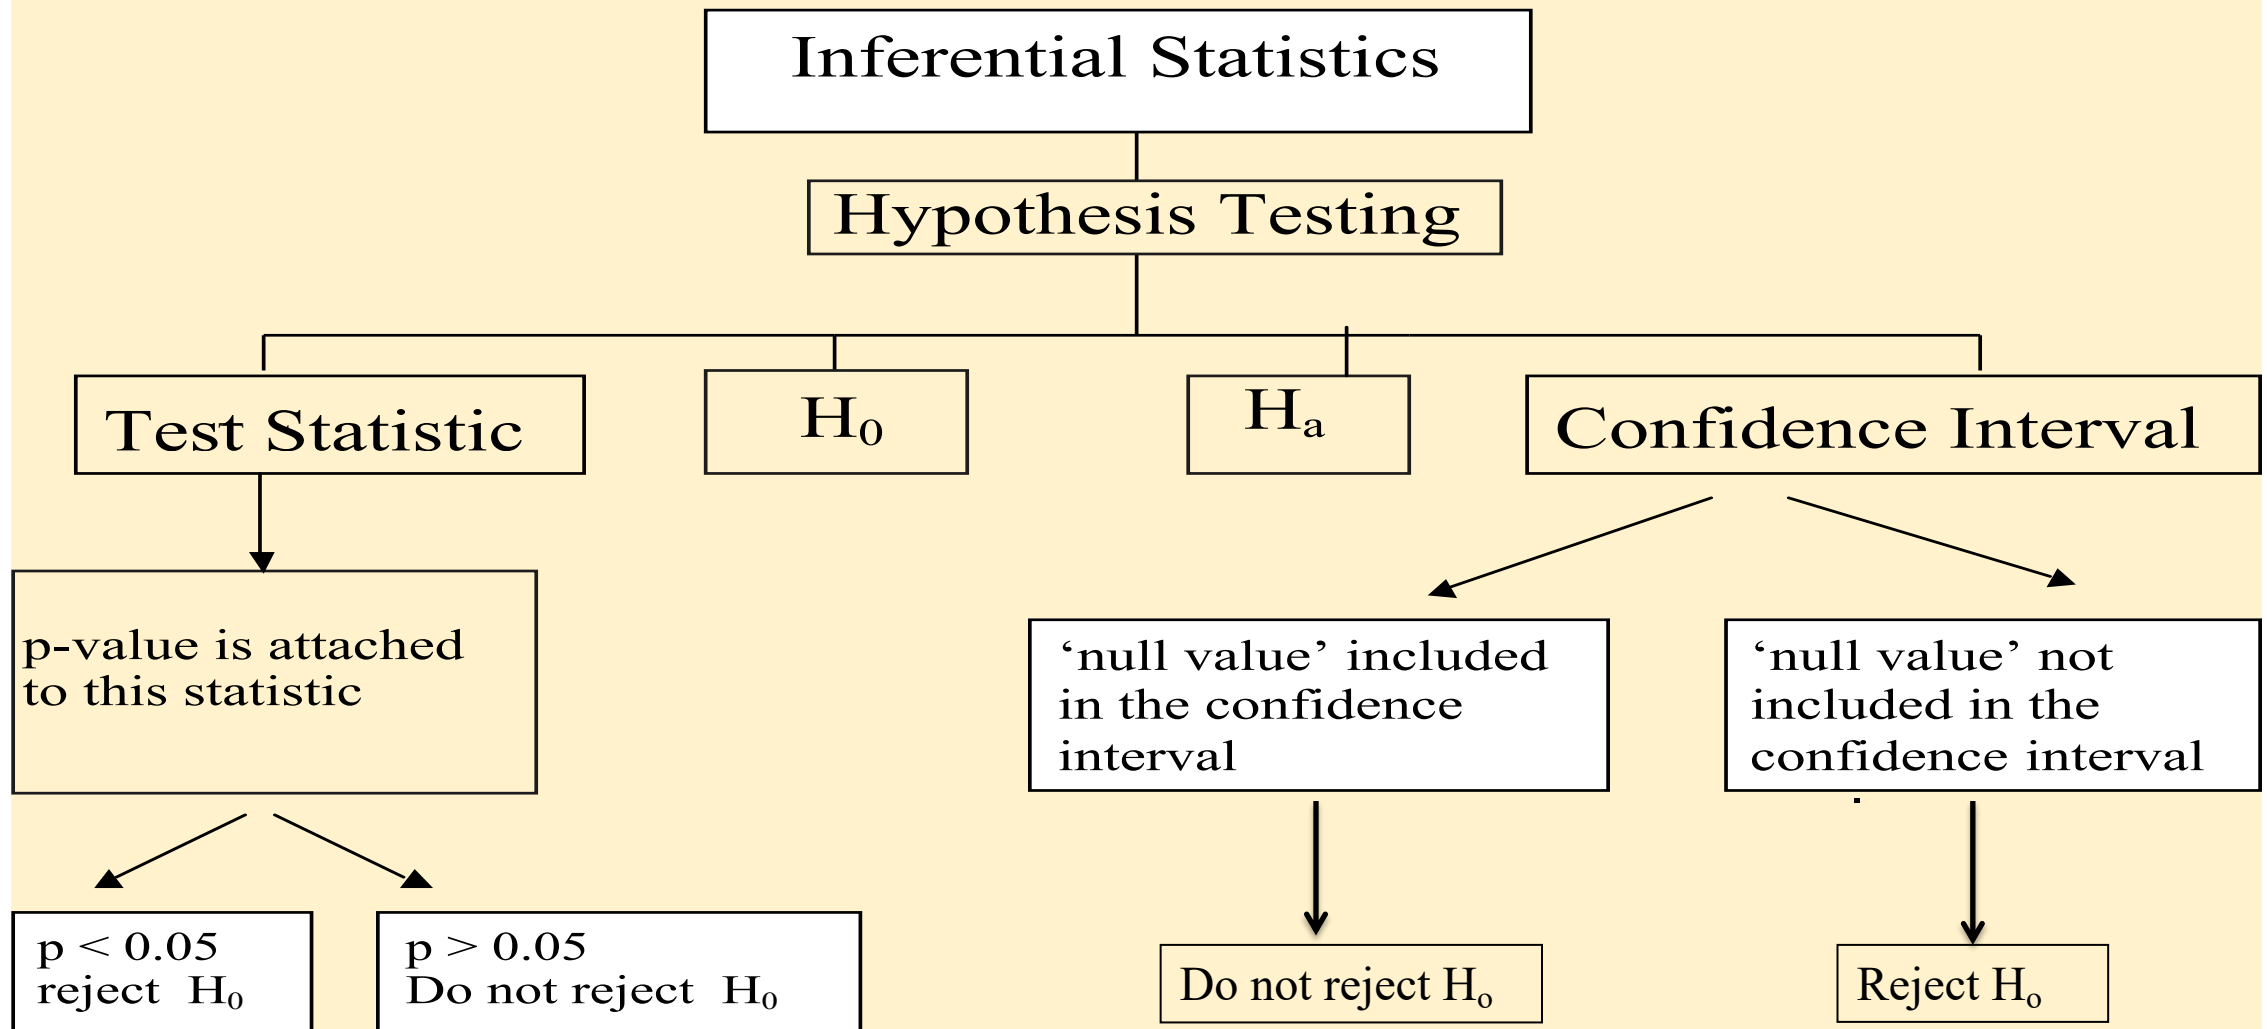 Inferential Statistics
Hypothesis Testing
Test Statistic
H₀
Hₐ
Confidence Interval
p-value is attached
to this statistic
‘null value’ included
in the confidence
interval
‘null value’ not
included in the
confidence interval
p < 0.05
reject H₀
p > 0.05
Do not reject H₀
Do not reject Hₒ
Reject Hₒ